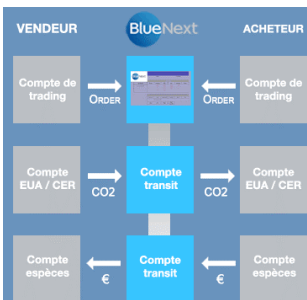 VENDEUR
BlueNext
ACHETEUR
Compte de
trading
ORDER
ORDER
Compte de
trading
Compte
EUA / CER
CO2
Compte
transit
CO2
Compte
EUA / CER
Compte
espèces
€
Compte
transit
€
Compte
espèces